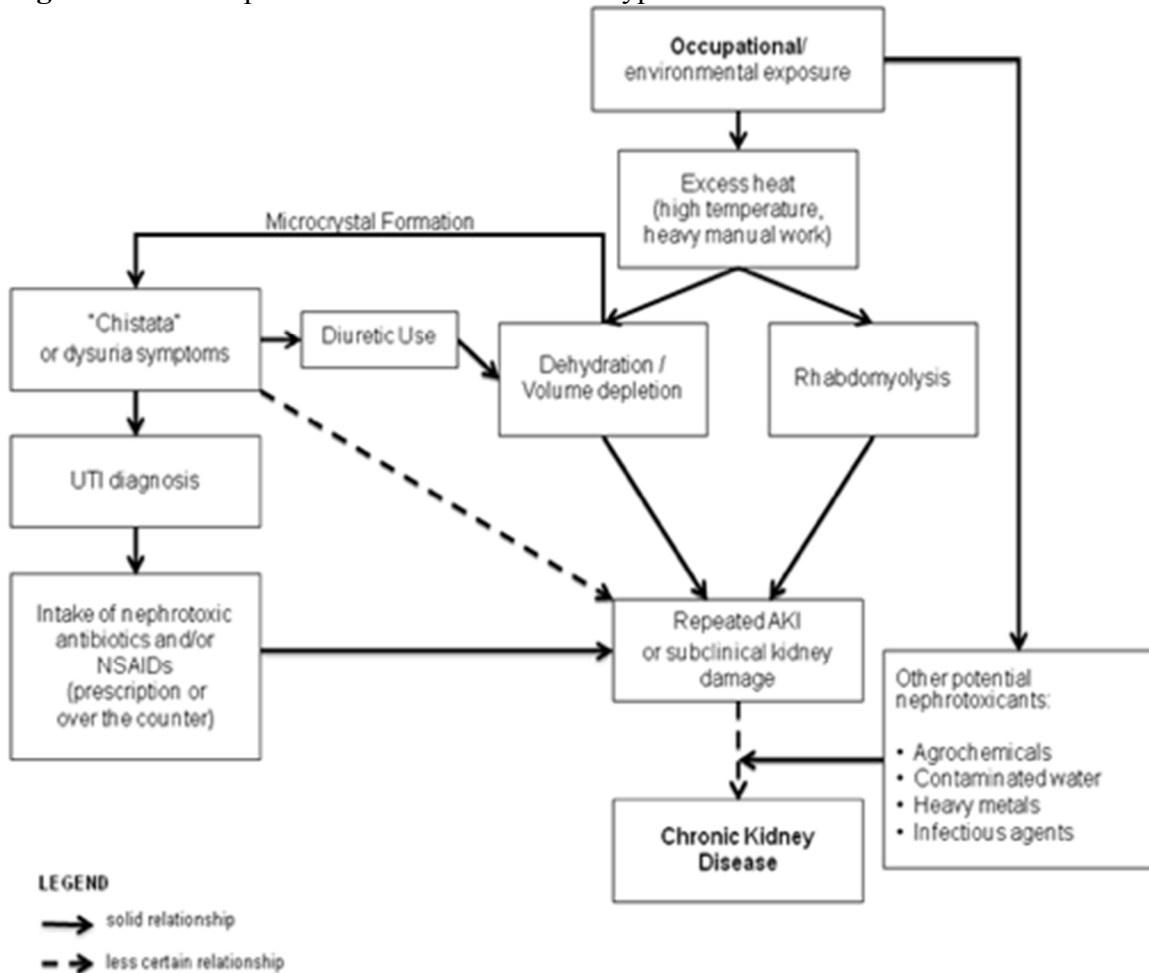 Occupational/
environmental exposure
Excess heat
(high temperature,
heavy manual work)
Microcrystal Formation
"Chistata"
or dysuria symptoms
Diuretic Use
Dehydration /
Volume depletion
Rhabdomyolysis
UTI diagnosis
Intake of nephrotoxic
antibiotics and/or
NSAIDs
(prescription or
over the counter)
Repeated AKI
or subclinical kidney
damage
Other potential
nephrotoxicants:
• Agrochemicals
• Contaminated water
• Heavy metals
• Infectious agents
Chronic Kidney
Disease
LEGEND
solid relationship
less certain relationship